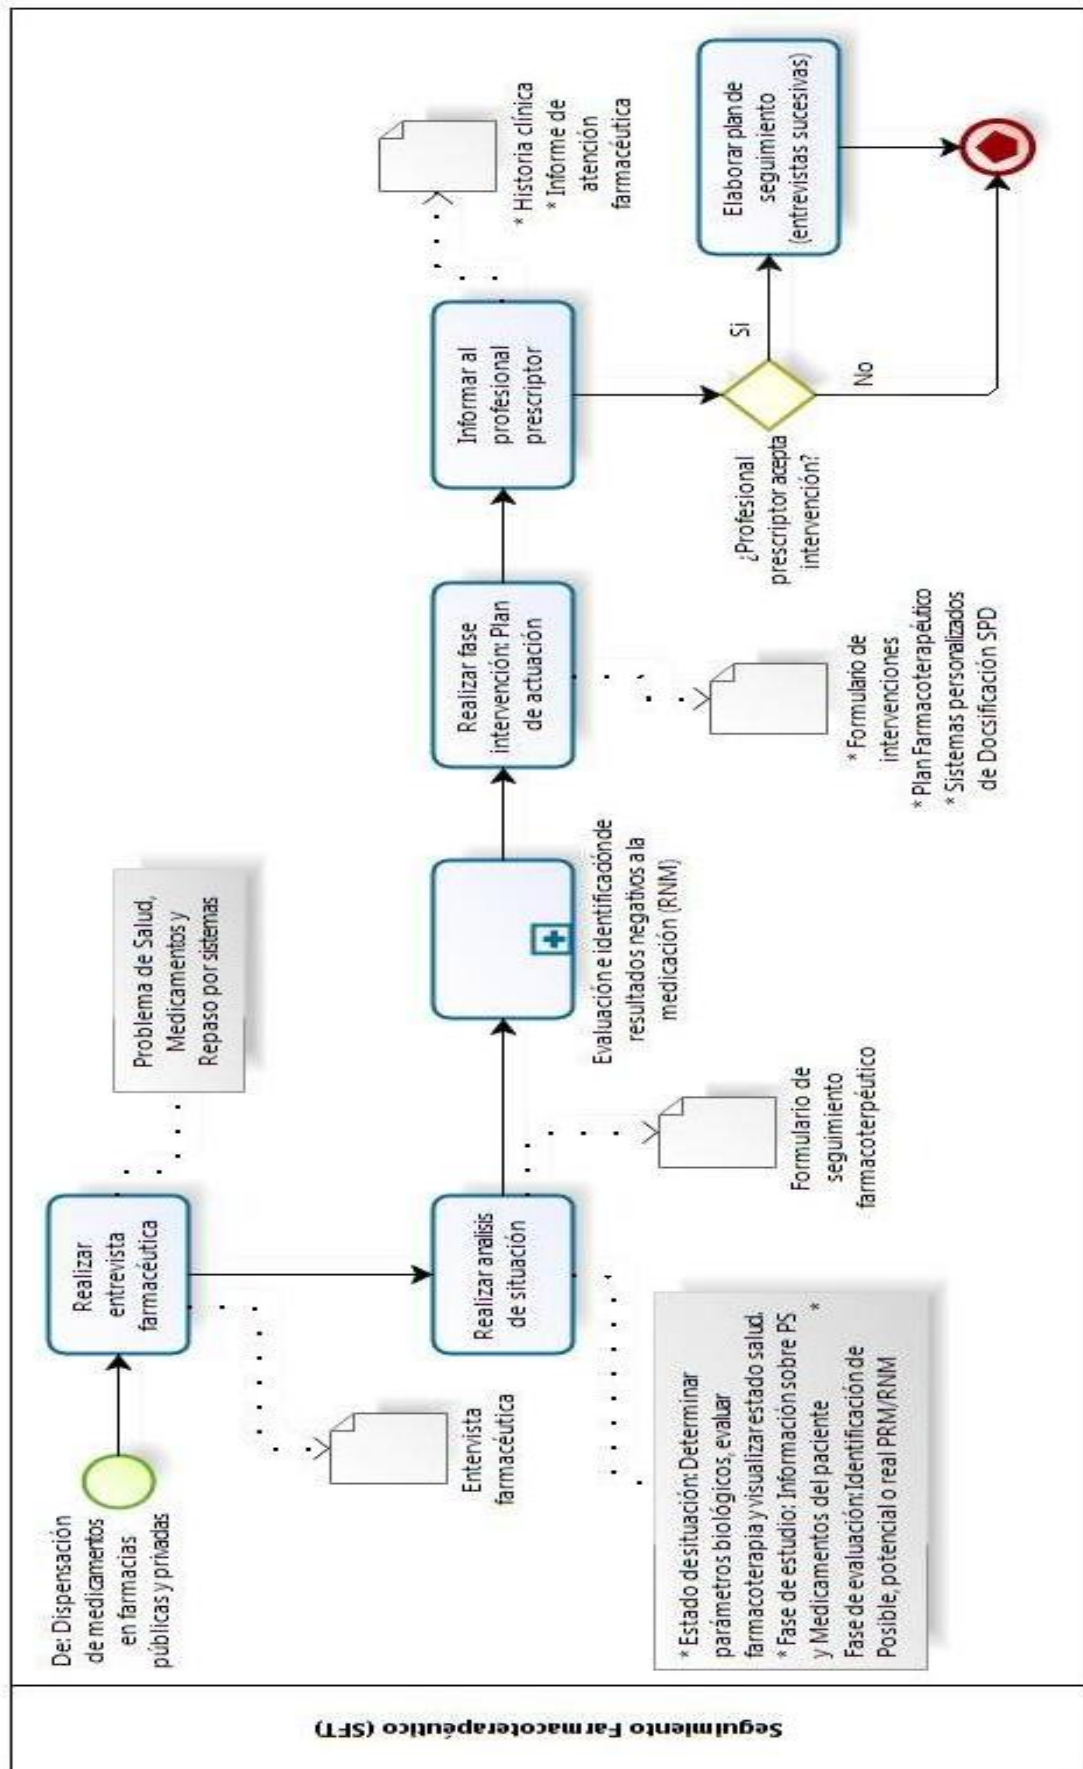 Seguimiento Farmacoterapéutico (SFT)
De: Dispensación
de medicamentos
en farmacias
públicas y privadas
Realizar
entrevista
farmacéutica
Problema de Salud,
Medicamentos y
Repaso por sistemas
Entervista
farmacéutica
Realizar analisis
de situación
* Estado de situación: Determinar
parámetros biológicos, evaluar
farmacoterapia y visualizar estado salud.
* Fase de estudio: Información sobre PS
y Medicamentos del paciente *
Fase de evaluación: Identificación de
Posible, potencial o real PRM/RNM
Formulario de
seguimiento
farmacoterpéutico
Evaluación e identificadónde
resultados negativos a la
medicación (RNM)
Realizar fase
intervención: Plan
de actuación
* Formulario de
intervenciones
* Plan Farmacoterapéutico
* Sistemas personalizados
de Docsificación SPD
Informar al
profesional
prescriptor
* Historia clínica
* Informe de
atención
farmacéutica
¿Profesional
prescriptor acepta
intervención?
Si
No
Elaborar plan de
seguimiento
(entrevistas sucesivas)